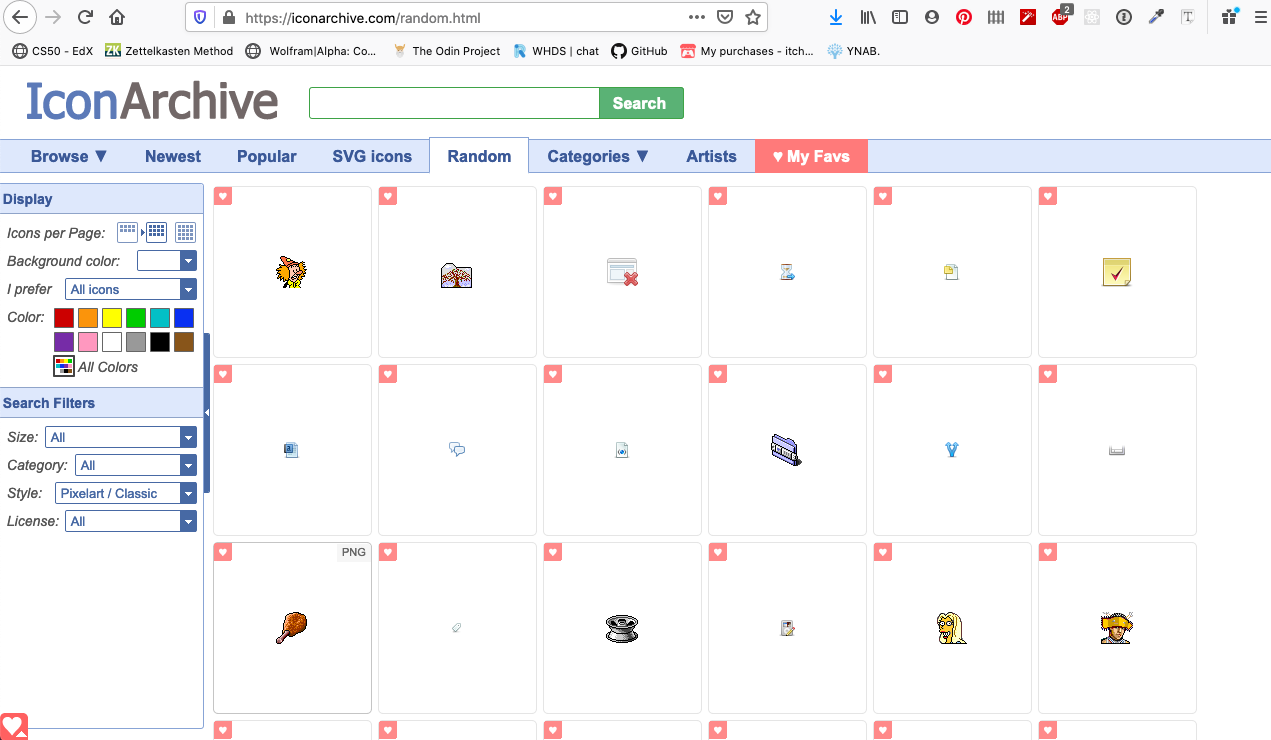 https://iconarchive.com/random.html
ABP 2
T
CS50 - EdX ZK Zettelkasten Method Wolfram|Alpha: Co... The Odin Project WHDS | chat GitHub My purchases - itch... YNAB.
IconArchive Search
Browse ▼ Newest Popular SVG icons Random Categories ▼ Artists ♥ My Favs
Display
Icons per Page:
Background color:
I prefer All icons
Color:
All Colors
Search Filters
Size: All
Category: All
Style: Pixelart / Classic
License: All
PNG